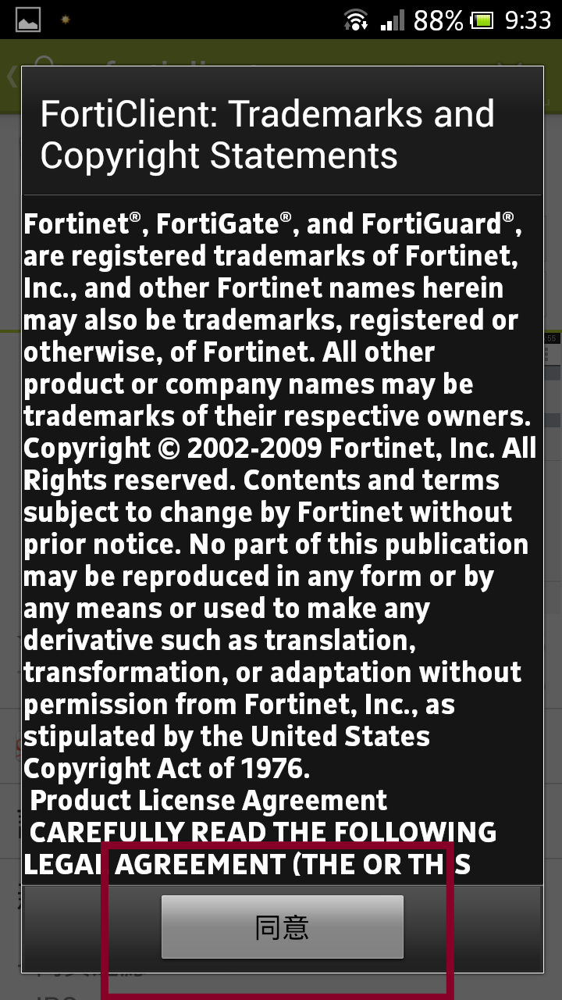 88% 9:33
FortiClient: Trademarks and
Copyright Statements
Fortinet®, FortiGate®, and FortiGuard®,
are registered trademarks of Fortinet,
Inc., and other Fortinet names herein
may also be trademarks, registered or
otherwise, of Fortinet. All other
product or company names may be
trademarks of their respective owners.
Copyright © 2002-2009 Fortinet, Inc. All
Rights reserved. Contents and terms
subject to change by Fortinet without
prior notice. No part of this publication
may be reproduced in any form or by
any means or used to make any
derivative such as translation,
transformation, or adaptation without
permission from Fortinet, Inc., as
stipulated by the United States
Copyright Act of 1976.
Product License Agreement
CAREFULLY READ THE FOLLOWING
LEGAL AGREEMENT (THE OR THIS
同意